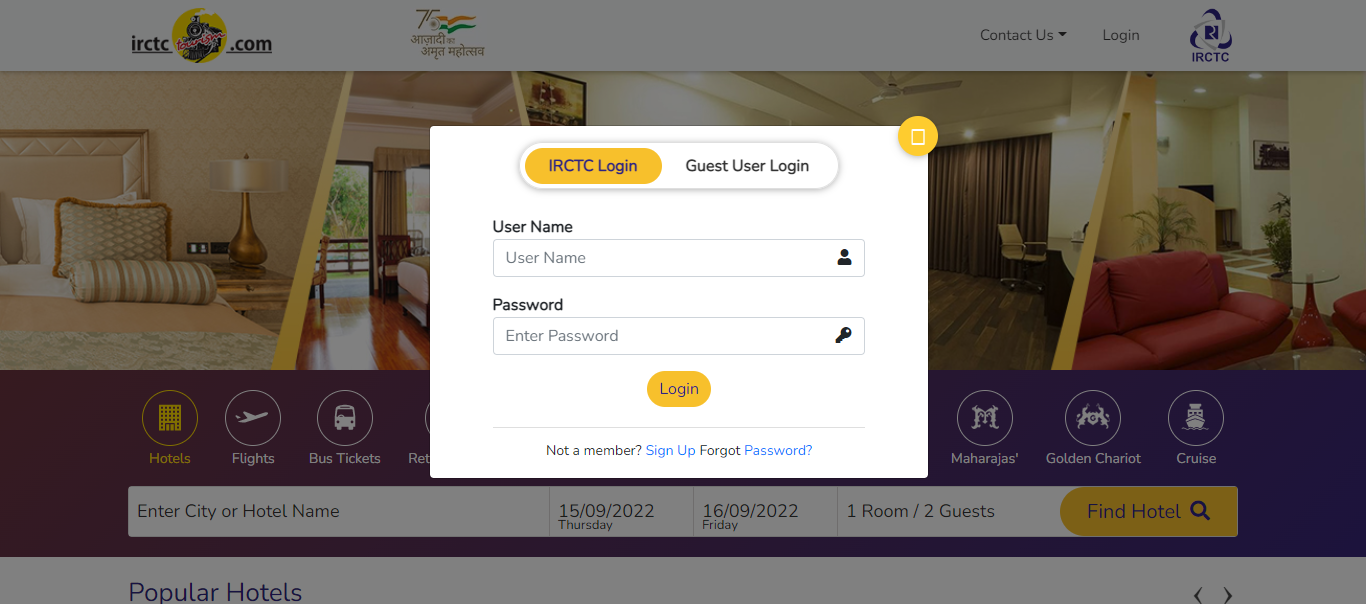 irctc tourism .com
75
आज़ादी का
अमृत महोत्सव
Contact Us
Login
IRCTC
IRCTC Login
Guest User Login
User Name
User Name
Password
Enter Password
Login
Not a member? Sign Up Forgot Password?
Hotels
Flights
Bus Tickets
Ret
Maharajas'
Golden Chariot
Cruise
Enter City or Hotel Name
15/09/2022
Thursday
16/09/2022
Friday
1 Room / 2 Guests
Find Hotel
Popular Hotels